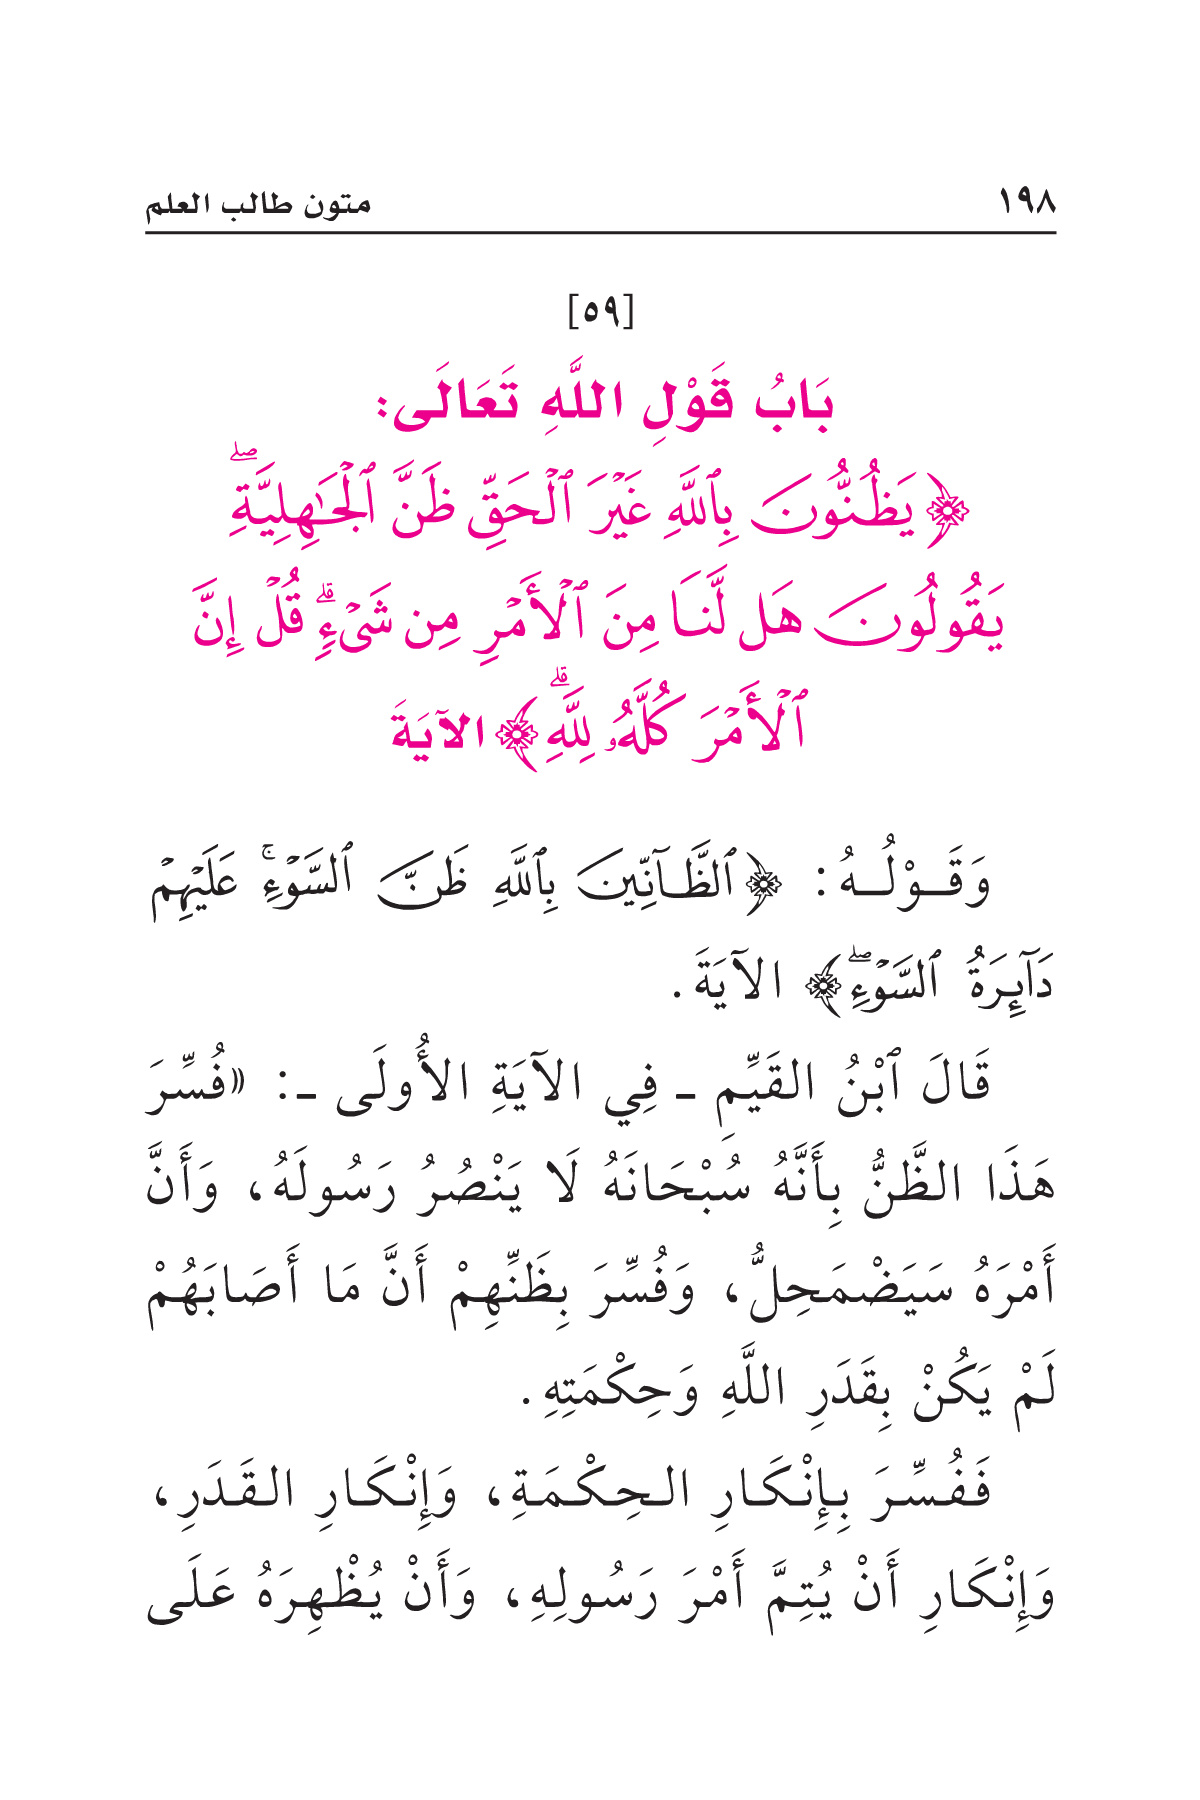 ١٩٨ متون طالب العلم
[٥٩]
بَابُ قَوْلِ اللَّهِ تَعَالَى:
﴿يَظُنُّونَ بِٱللَّهِ غَيْرَ ٱلْحَقِّ ظَنَّ ٱلْجَٰهِلِيَّةِۖ
يَقُولُونَ هَل لَّنَا مِنَ ٱلْأَمْرِ مِن شَىْءٍۗ قُلْ إِنَّ
ٱلْأَمْرَ كُلَّهُۥ لِلَّهِۗ﴾ الآيَةَ
وَقَوْلُهُ: ﴿ٱلظَّآنِّينَ بِٱللَّهِ ظَنَّ ٱلسَّوْءِۚ عَلَيْهِمْ
دَآئِرَةُ ٱلسَّوْءِۖ﴾ الآيَةَ.
قَالَ ٱبْنُ القَيِّمِ ـ فِي الآيَةِ الأُولَى ـ: «فُسِّرَ
هَذَا الظَّنُّ بِأَنَّهُ سُبْحَانَهُ لَا يَنْصُرُ رَسُولَهُ، وَأَنَّ
أَمْرَهُ سَيَضْمَحِلُّ، وَفُسِّرَ بِظَنِّهِمْ أَنَّ مَا أَصَابَهُمْ
لَمْ يَكُنْ بِقَدَرِ اللَّهِ وَحِكْمَتِهِ.
فَفُسِّرَ بِإِنْكَارِ الحِكْمَةِ، وَإِنْكَارِ القَدَرِ،
وَإِنْكَارِ أَنْ يُتِمَّ أَمْرَ رَسُولِهِ، وَأَنْ يُظْهِرَهُ عَلَى